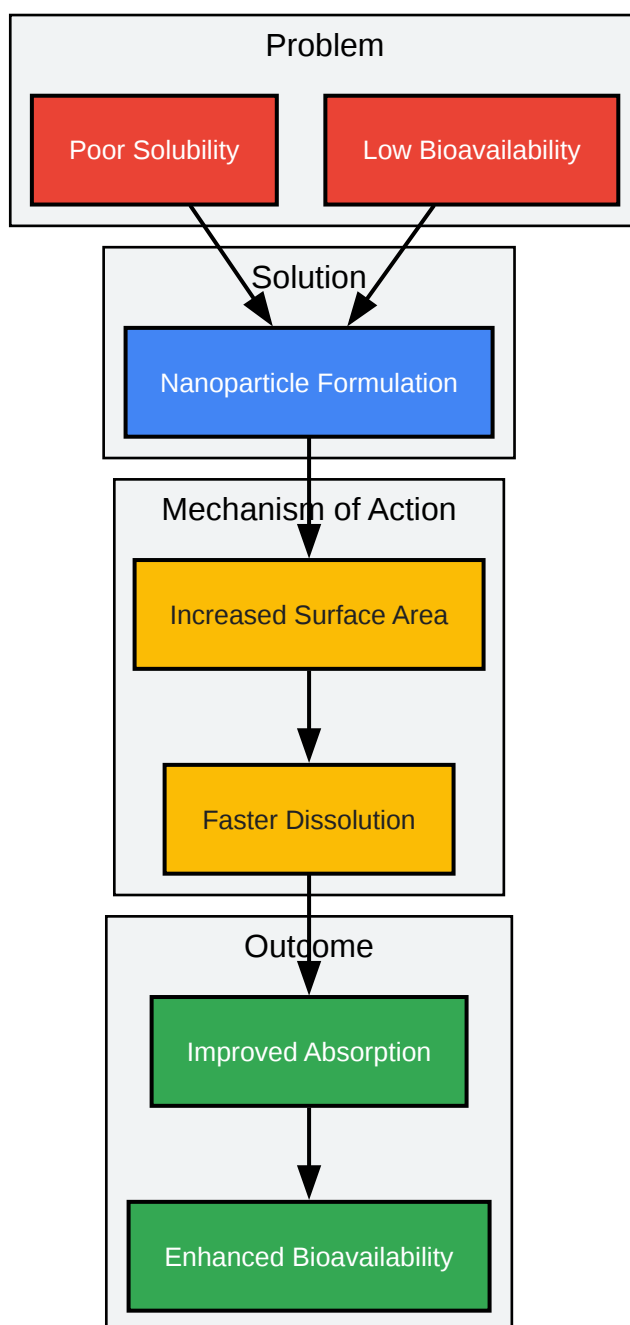 Problem
Poor Solubility
Low Bioavailability
Solution
Nanoparticle Formulation
Mechanism of Action
Increased Surface Area
Faster Dissolution
Outcome
Improved Absorption
Enhanced Bioavailability